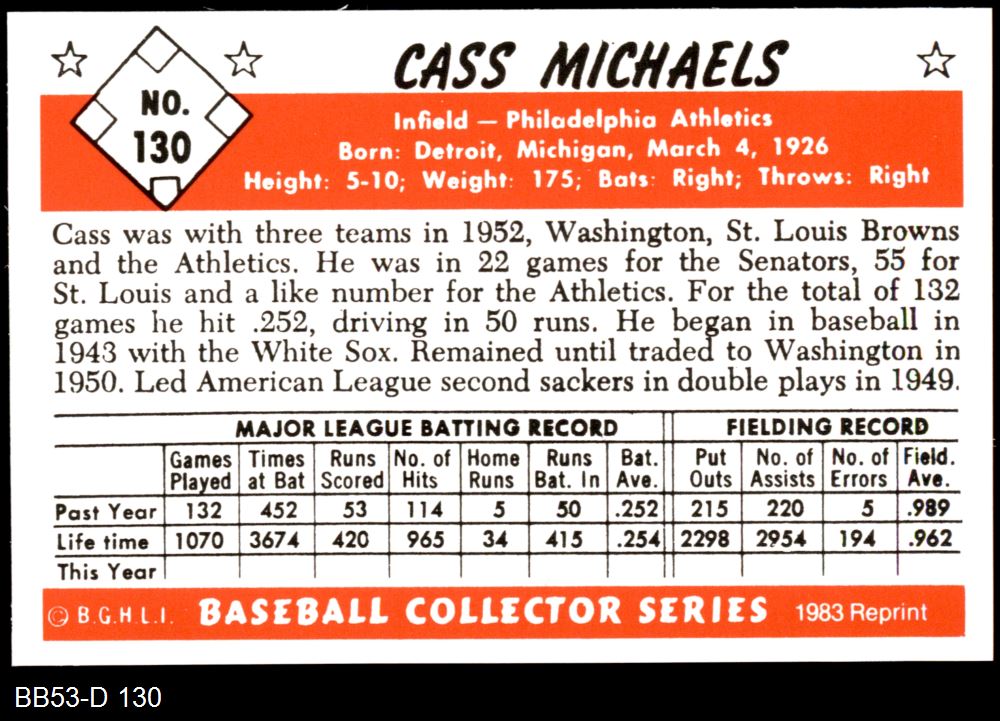 CASS MICHAELS
NO.
130
Infield — Philadelphia Athletics
Born: Detroit, Michigan, March 4, 1926
Height: 5-10; Weight: 175; Bats: Right; Throws: Right
Cass was with three teams in 1952, Washington, St. Louis Browns
and the Athletics. He was in 22 games for the Senators, 55 for
St. Louis and a like number for the Athletics. For the total of 132
games he hit .252, driving in 50 runs. He began in baseball in
1943 with the White Sox. Remained until traded to Washington in
1950. Led American League second sackers in double plays in 1949.
MAJOR LEAGUE BATTING RECORD FIELDING RECORD
Games Times Runs No. of Home Runs Bat. Put No. of No. of Field.
Played at Bat Scored Hits Runs Bat. In Ave. Outs Assists Errors Ave.
Past Year 132 452 53 114 5 50 .252 215 220 5 .989
Life time 1070 3674 420 965 34 415 .254 2298 2954 194 .962
This Year
© B.G.H.L.I. BASEBALL COLLECTOR SERIES 1983 Reprint
BB53-D 130